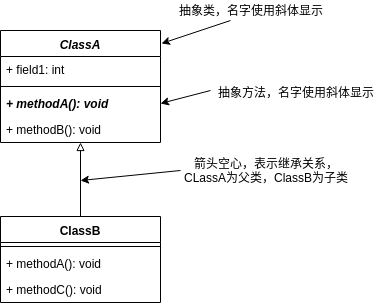 抽象类，名字使用斜体显示
ClassA
+ field1: int
+ methodA(): void
抽象方法，名字使用斜体显示
+ methodB(): void
箭头空心，表示继承关系，
CLassA为父类，ClassB为子类
ClassB
+ methodA(): void
+ methodC(): void